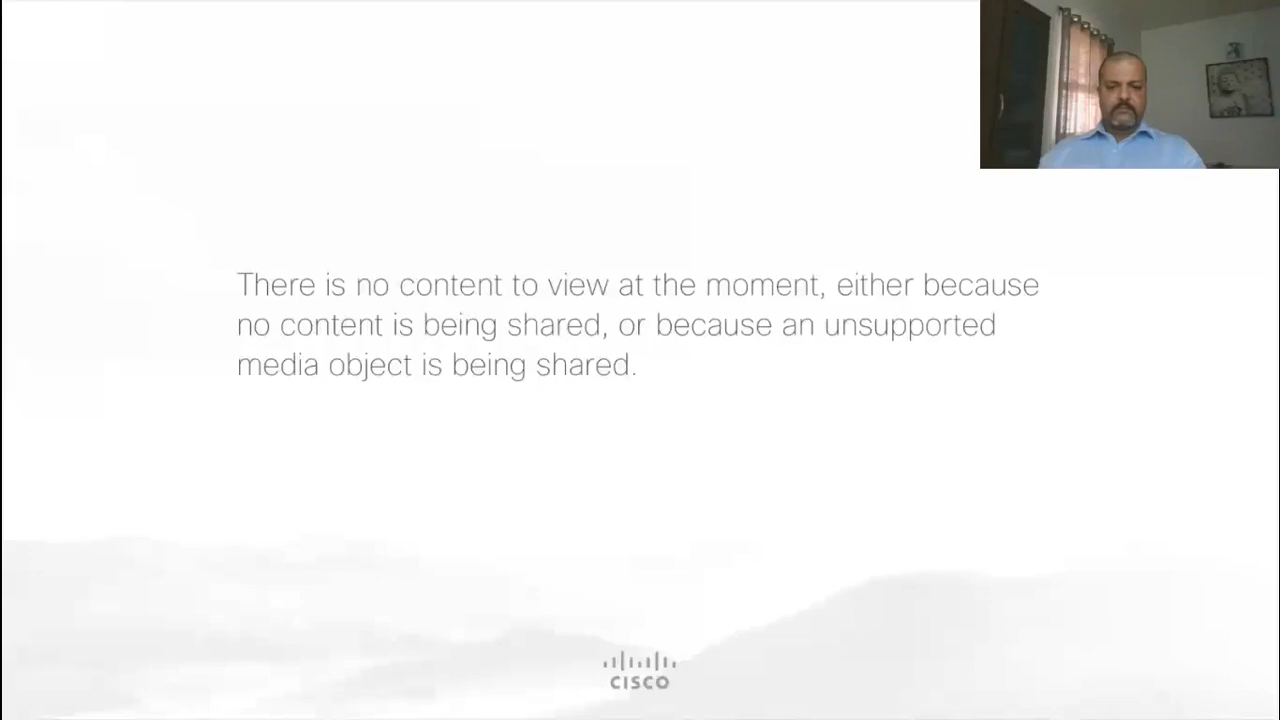 There is no content to view at the moment, either because
no content is being shared, or because an unsupported
media object is being shared.
CISCO